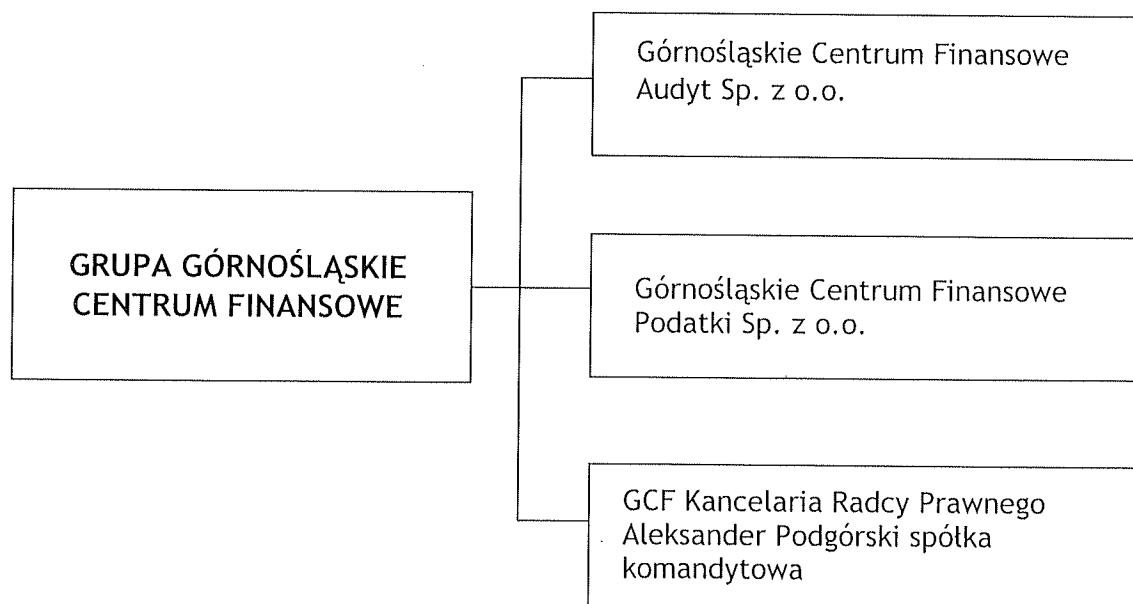 Górnośląskie Centrum Finansowe
Audyt Sp. z o.o.
GRUPA GÓRNOŚLĄSKIE
CENTRUM FINANSOWE
Górnośląskie Centrum Finansowe
Podatki Sp. z o.o.
GCF Kancelaria Radcy Prawnego
Aleksander Podgórski spółka
komandytowa